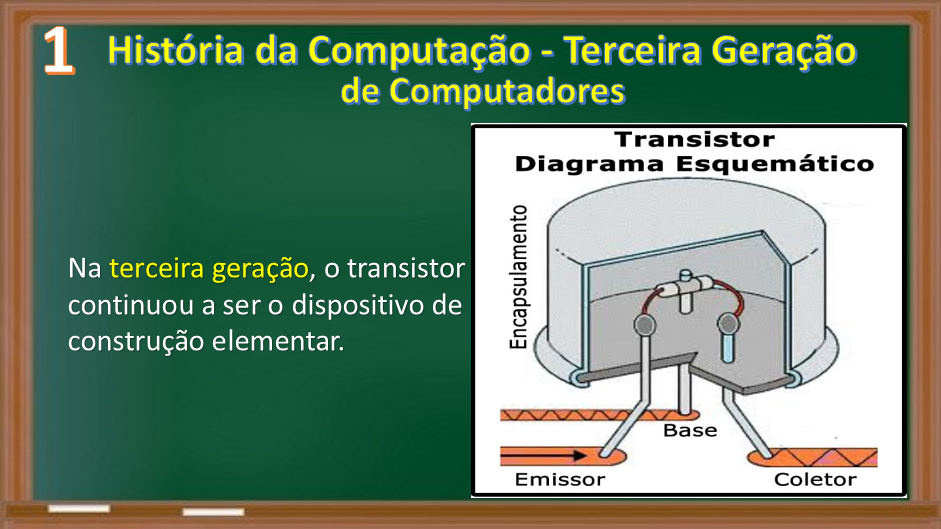 1
História da Computação - Terceira Geração
de Computadores
Na terceira geração, o transistor
continuou a ser o dispositivo de
construção elementar.
Transistor
Diagrama Esquemático
Encapsulamento
Base
Emissor
Coletor